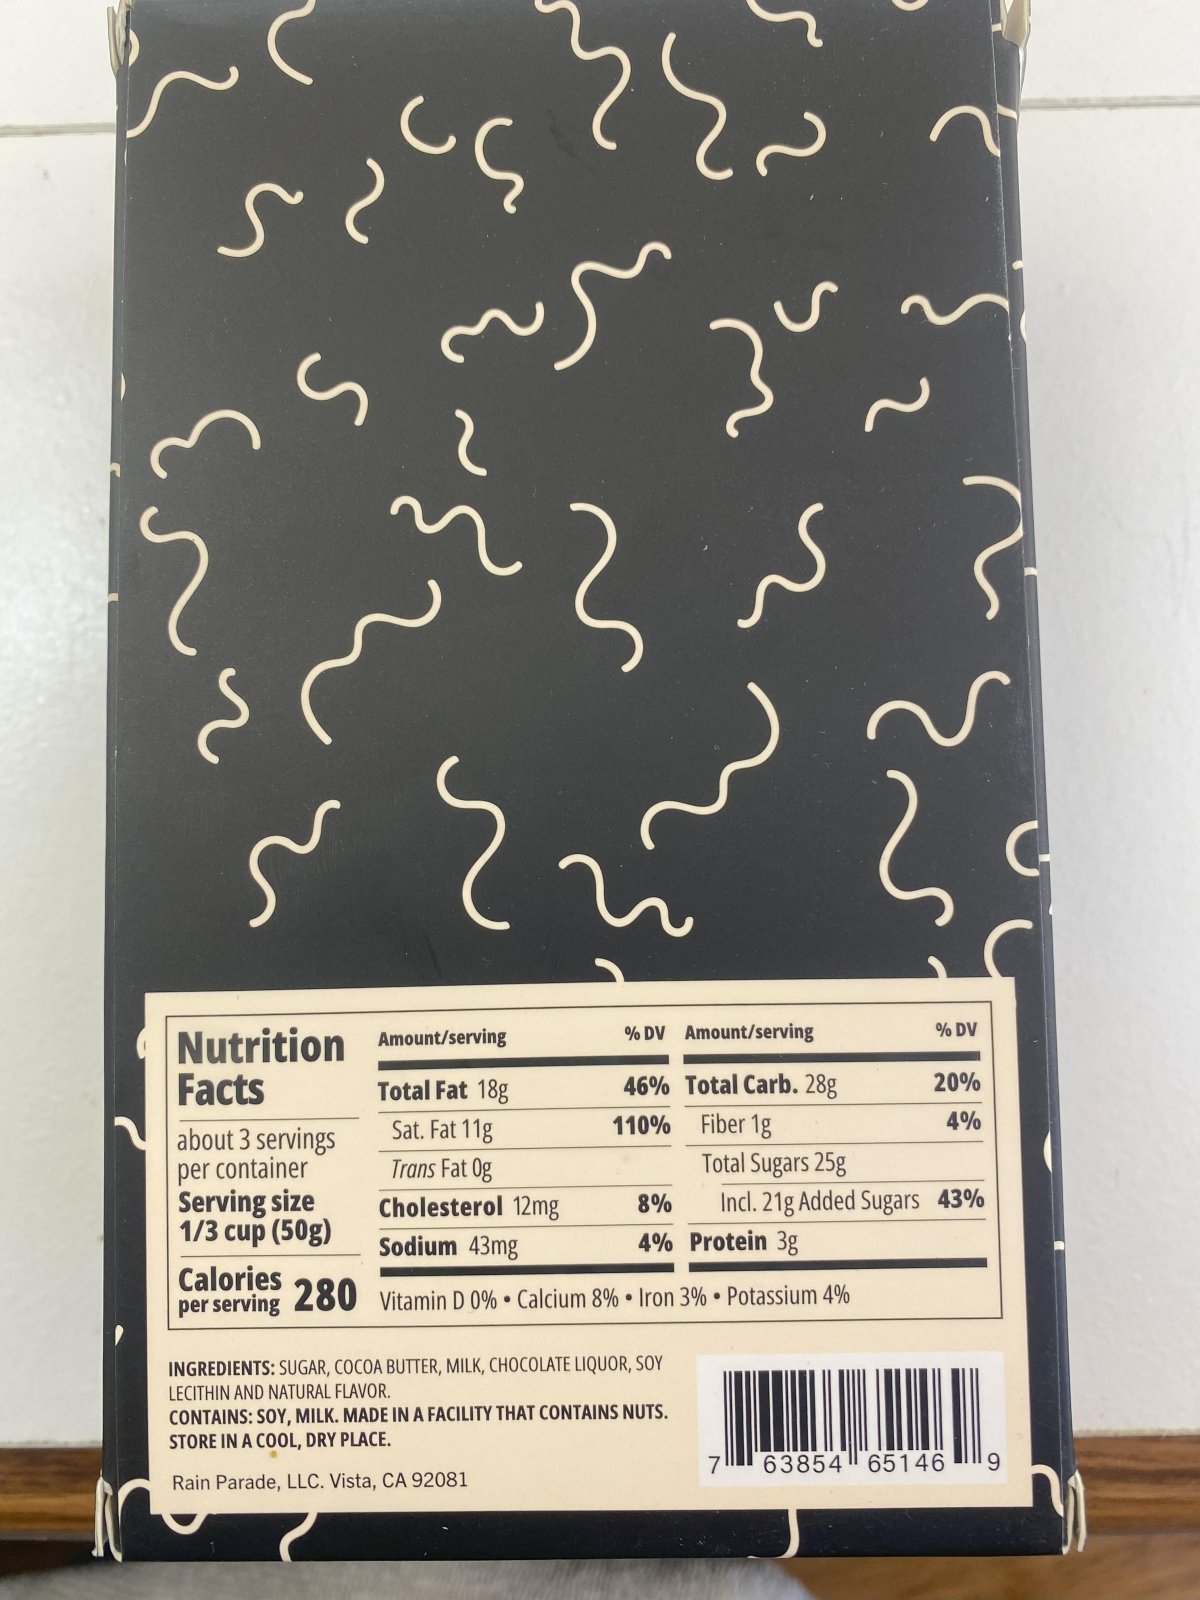 Nutrition
Facts
about 3 servings
per container
Serving size
1/3 cup (50g)
Calories
per serving 280
Amount/serving % DV
Total Fat 18g 46%
Sat. Fat 11g 110%
Trans Fat 0g
Cholesterol 12mg 8%
Sodium 43mg 4%
Amount/serving % DV
Total Carb. 28g 20%
Fiber 1g 4%
Total Sugars 25g
Incl. 21g Added Sugars 43%
Protein 3g
Vitamin D 0% • Calcium 8% • Iron 3% • Potassium 4%
INGREDIENTS: SUGAR, COCOA BUTTER, MILK, CHOCOLATE LIQUOR, SOY
LECITHIN AND NATURAL FLAVOR.
CONTAINS: SOY, MILK. MADE IN A FACILITY THAT CONTAINS NUTS.
STORE IN A COOL, DRY PLACE.
Rain Parade, LLC. Vista, CA 92081
7 63854 65146 9